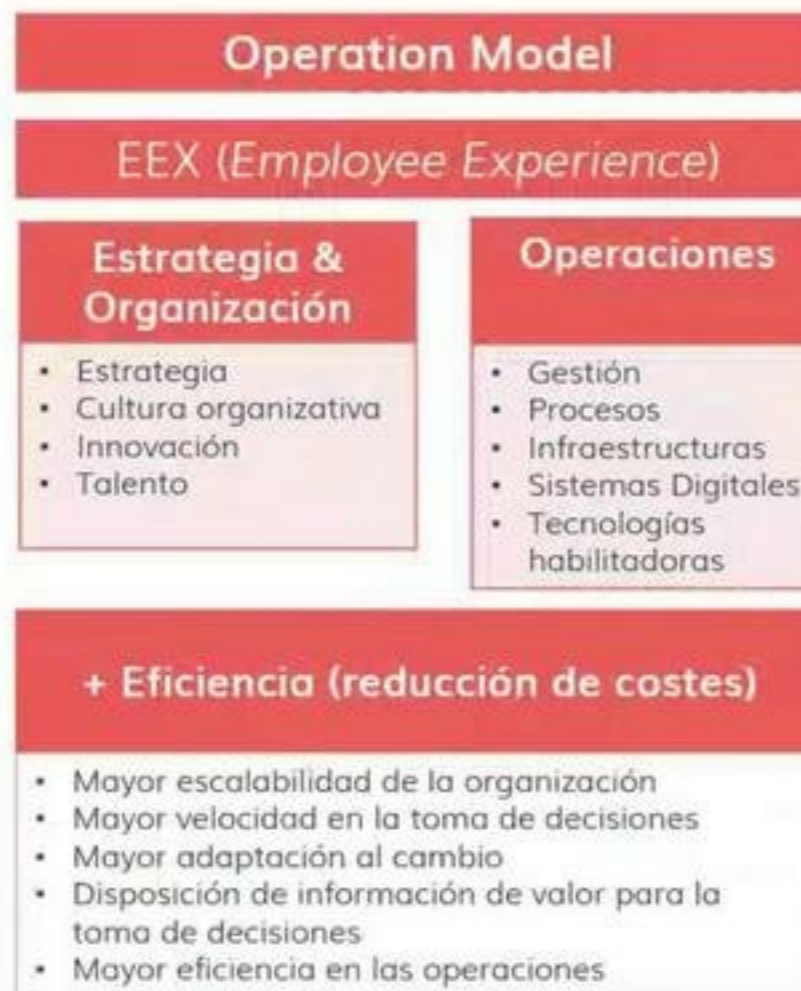 Operation Model
EEX (Employee Experience)
Estrategia &
Organización
• Estrategia
• Cultura organizativa
• Innovación
• Talento
Operaciones
• Gestión
• Procesos
• Infraestructuras
• Sistemas Digitales
• Tecnologías
habilitadoras
+ Eficiencia (reducción de costes)
• Mayor escalabilidad de la organización
• Mayor velocidad en la toma de decisiones
• Mayor adaptación al cambio
• Disposición de información de valor para la
toma de decisiones
• Mayor eficiencia en las operaciones